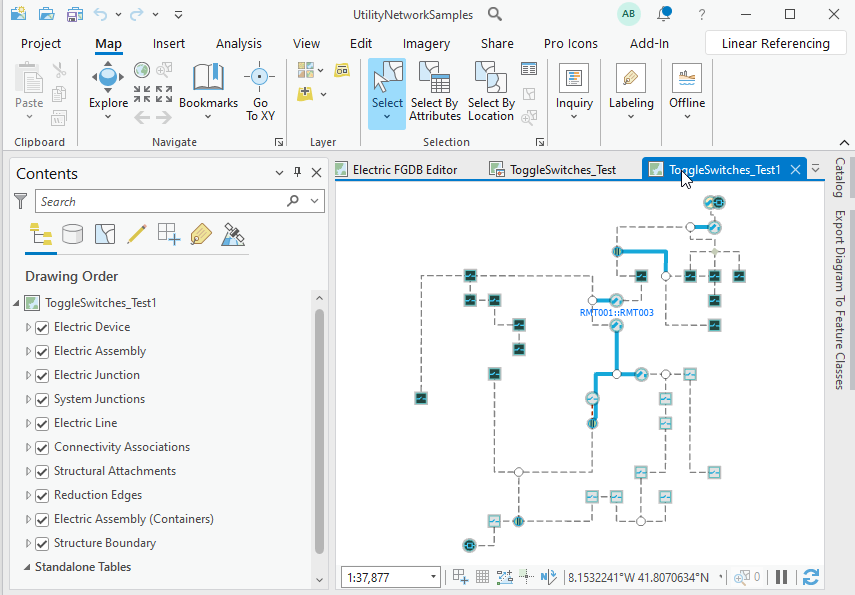 UtilityNetworkSamples
AB
?
Project
Map
Insert
Analysis
View
Edit
Imagery
Share
Pro Icons
Add-In
Linear Referencing
Paste
Explore
Bookmarks
Go
To XY
Select
Select By
Attributes
Select By
Location
Inquiry
Labeling
Offline
Clipboard
Navigate
Layer
Selection
Contents
Search
Drawing Order
ToggleSwitches_Test1
Electric Device
Electric Assembly
Electric Junction
System Junctions
Electric Line
Connectivity Associations
Structural Attachments
Reduction Edges
Electric Assembly (Containers)
Structure Boundary
Standalone Tables
Electric FGDB Editor
ToggleSwitches_Test
ToggleSwitches_Test1
RMT001::RMT003
1:37,877
8.1532241°W 41.8070634°N
0
Catalog
Export Diagram To Feature Classes